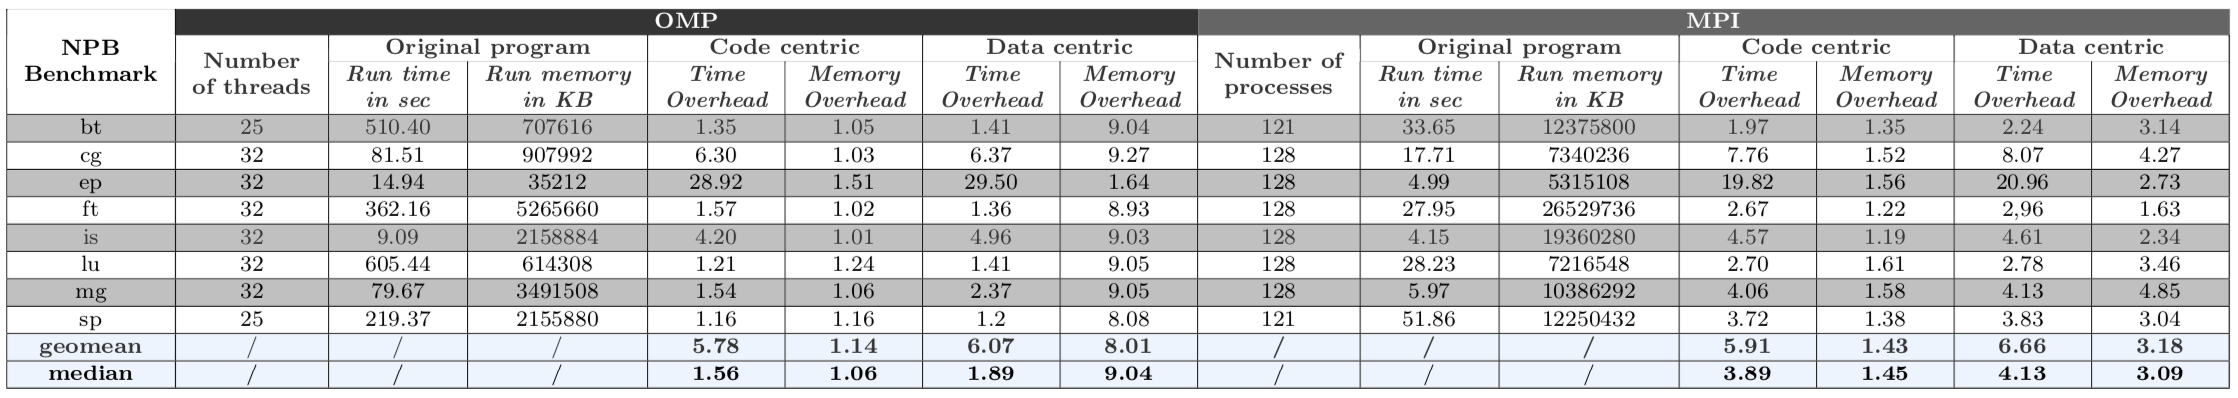 OMP MPI
NPB Benchmark Number of threads Original program Code centric Data centric Number of processes Original program Code centric Data centric
Run time in sec Run memory in KB Time Overhead Memory Overhead Time Overhead Memory Overhead Run time in sec Run memory in KB Time Overhead Memory Overhead Time Overhead Memory Overhead
bt 25 510.40 707616 1.35 1.05 1.41 9.04 121 33.65 12375800 1.97 1.35 2.24 3.14
cg 32 81.51 907992 6.30 1.03 6.37 9.27 128 17.71 7340236 7.76 1.52 8.07 4.27
ep 32 14.94 35212 28.92 1.51 29.50 1.64 128 4.99 5315108 19.82 1.56 20.96 2.73
ft 32 362.16 5265660 1.57 1.02 1.36 8.93 128 27.95 26529736 2.67 1.22 2,96 1.63
is 32 9.09 2158884 4.20 1.01 4.96 9.03 128 4.15 19360280 4.57 1.19 4.61 2.34
lu 32 605.44 614308 1.21 1.24 1.41 9.05 128 28.23 7216548 2.70 1.61 2.78 3.46
mg 32 79.67 3491508 1.54 1.06 2.37 9.05 128 5.97 10386292 4.06 1.58 4.13 4.85
sp 25 219.37 2155880 1.16 1.16 1.2 8.08 121 51.86 12250432 3.72 1.38 3.83 3.04
geomean / / / 5.78 1.14 6.07 8.01 / / / 5.91 1.43 6.66 3.18
median / / / 1.56 1.06 1.89 9.04 / / / 3.89 1.45 4.13 3.09